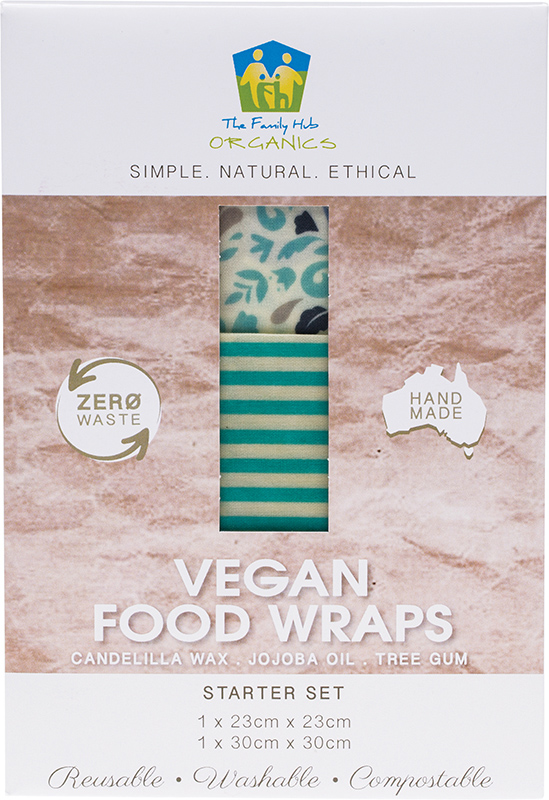 fh
The Family Hub
ORGANICS
SIMPLE. NATURAL. ETHICAL
ZERØ
WASTE
HAND
MADE
VEGAN
FOOD WRAPS
CANDELILLA WAX . JOJOBA OIL . TREE GUM
STARTER SET
1 x 23cm x 23cm
1 x 30cm x 30cm
Reusable • Washable • Compostable